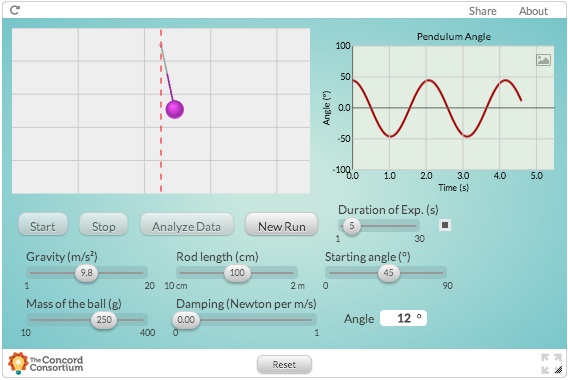 Share About
Pendulum Angle
100
50
0.0
-50
-100
Angle (°)
0.0 1.0 2.0 3.0 4.0 5.0
Time (s)
Start Stop Analyze Data New Run
Duration of Exp. (s)
5
1 30
Gravity (m/s²)
9.8
1 20
Rod length (cm)
100
10 cm 2 m
Starting angle (°)
45
0 90
Mass of the ball (g)
250
10 400
Damping (Newton per m/s)
0.00
0 1
Angle 12 °
The Concord
Consortium
Reset